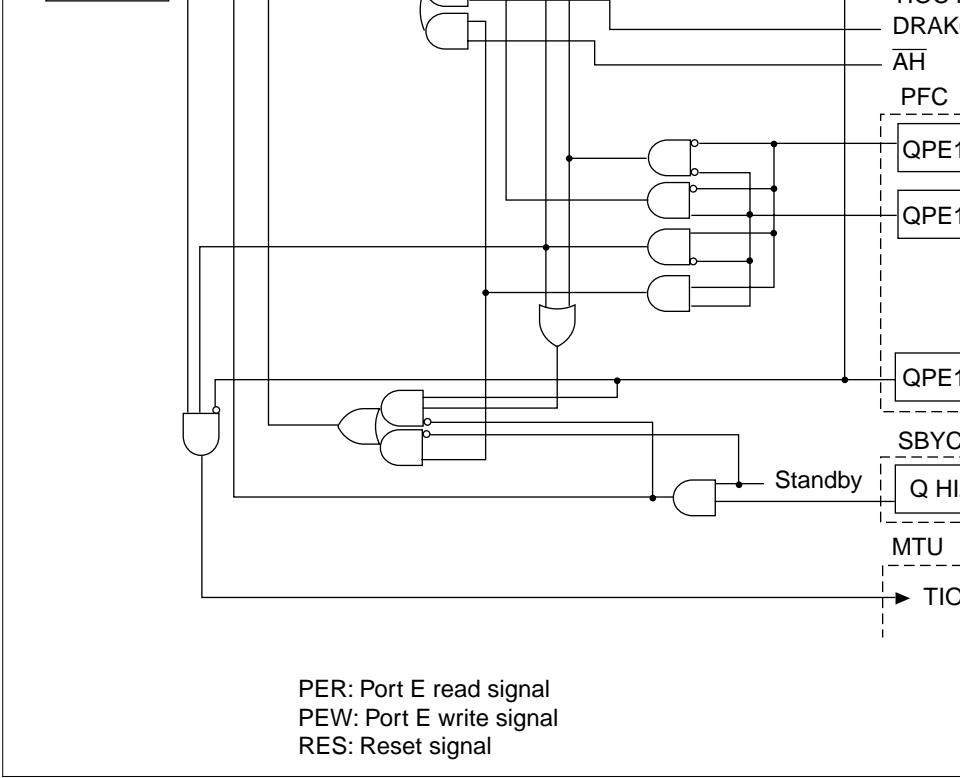 DRAK
AH
PFC
QPE1
QPE1
QPE1
SBYC
Standby
Q HI
MTU
TIO
PER: Port E read signal
PEW: Port E write signal
RES: Reset signal